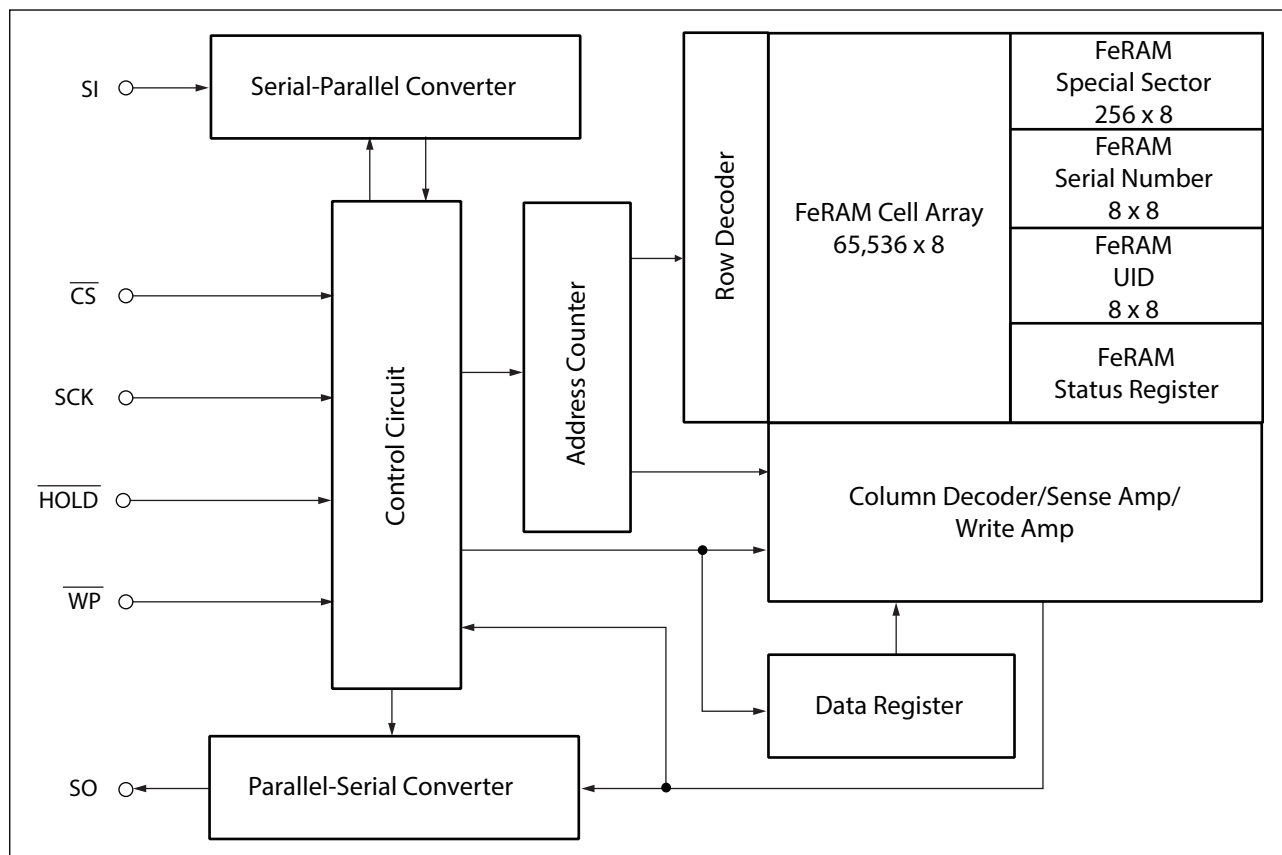 SI
Serial-Parallel Converter
FeRAM
Special Sector
256 x 8
FeRAM
Serial Number
8 x 8
FeRAM
UID
8 x 8
FeRAM
Status Register
Row Decoder
FeRAM Cell Array
65,536 x 8
CS
SCK
HOLD
WP
Control Circuit
Address Counter
Column Decoder/Sense Amp/
Write Amp
Data Register
SO
Parallel-Serial Converter